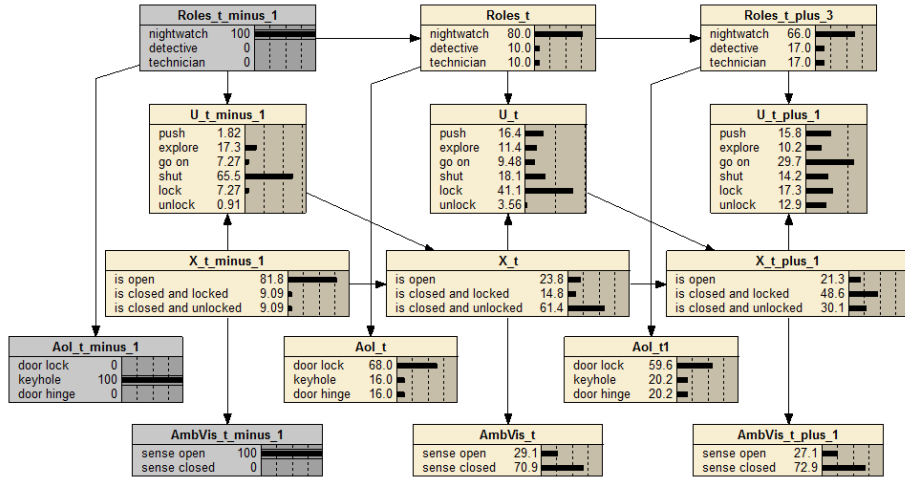 Roles_t_minus_1
nightwatch 100
detective 0
technician 0
Roles_t
nightwatch 80.0
detective 10.0
technician 10.0
Roles_t_plus_3
nightwatch 66.0
detective 17.0
technician 17.0
U_t_minus_1
push 1.82
explore 17.3
go on 7.27
shut 65.5
lock 7.27
unlock 0.91
U_t
push 16.4
explore 11.4
go on 9.48
shut 18.1
lock 41.1
unlock 3.56
U_t_plus_1
push 15.8
explore 10.2
go on 29.7
shut 14.2
lock 17.3
unlock 12.9
X_t_minus_1
is open 81.8
is closed and locked 9.09
is closed and unlocked 9.09
X_t
is open 23.8
is closed and locked 14.8
is closed and unlocked 61.4
X_t_plus_1
is open 21.3
is closed and locked 48.6
is closed and unlocked 30.1
AoI_t_minus_1
door lock 0
keyhole 100
door hinge 0
AoI_t
door lock 68.0
keyhole 16.0
door hinge 16.0
AoI_t1
door lock 59.6
keyhole 20.2
door hinge 20.2
AmbVis_t_minus_1
sense open 100
sense closed 0
AmbVis_t
sense open 29.1
sense closed 70.9
AmbVis_t_plus_1
sense open 27.1
sense closed 72.9